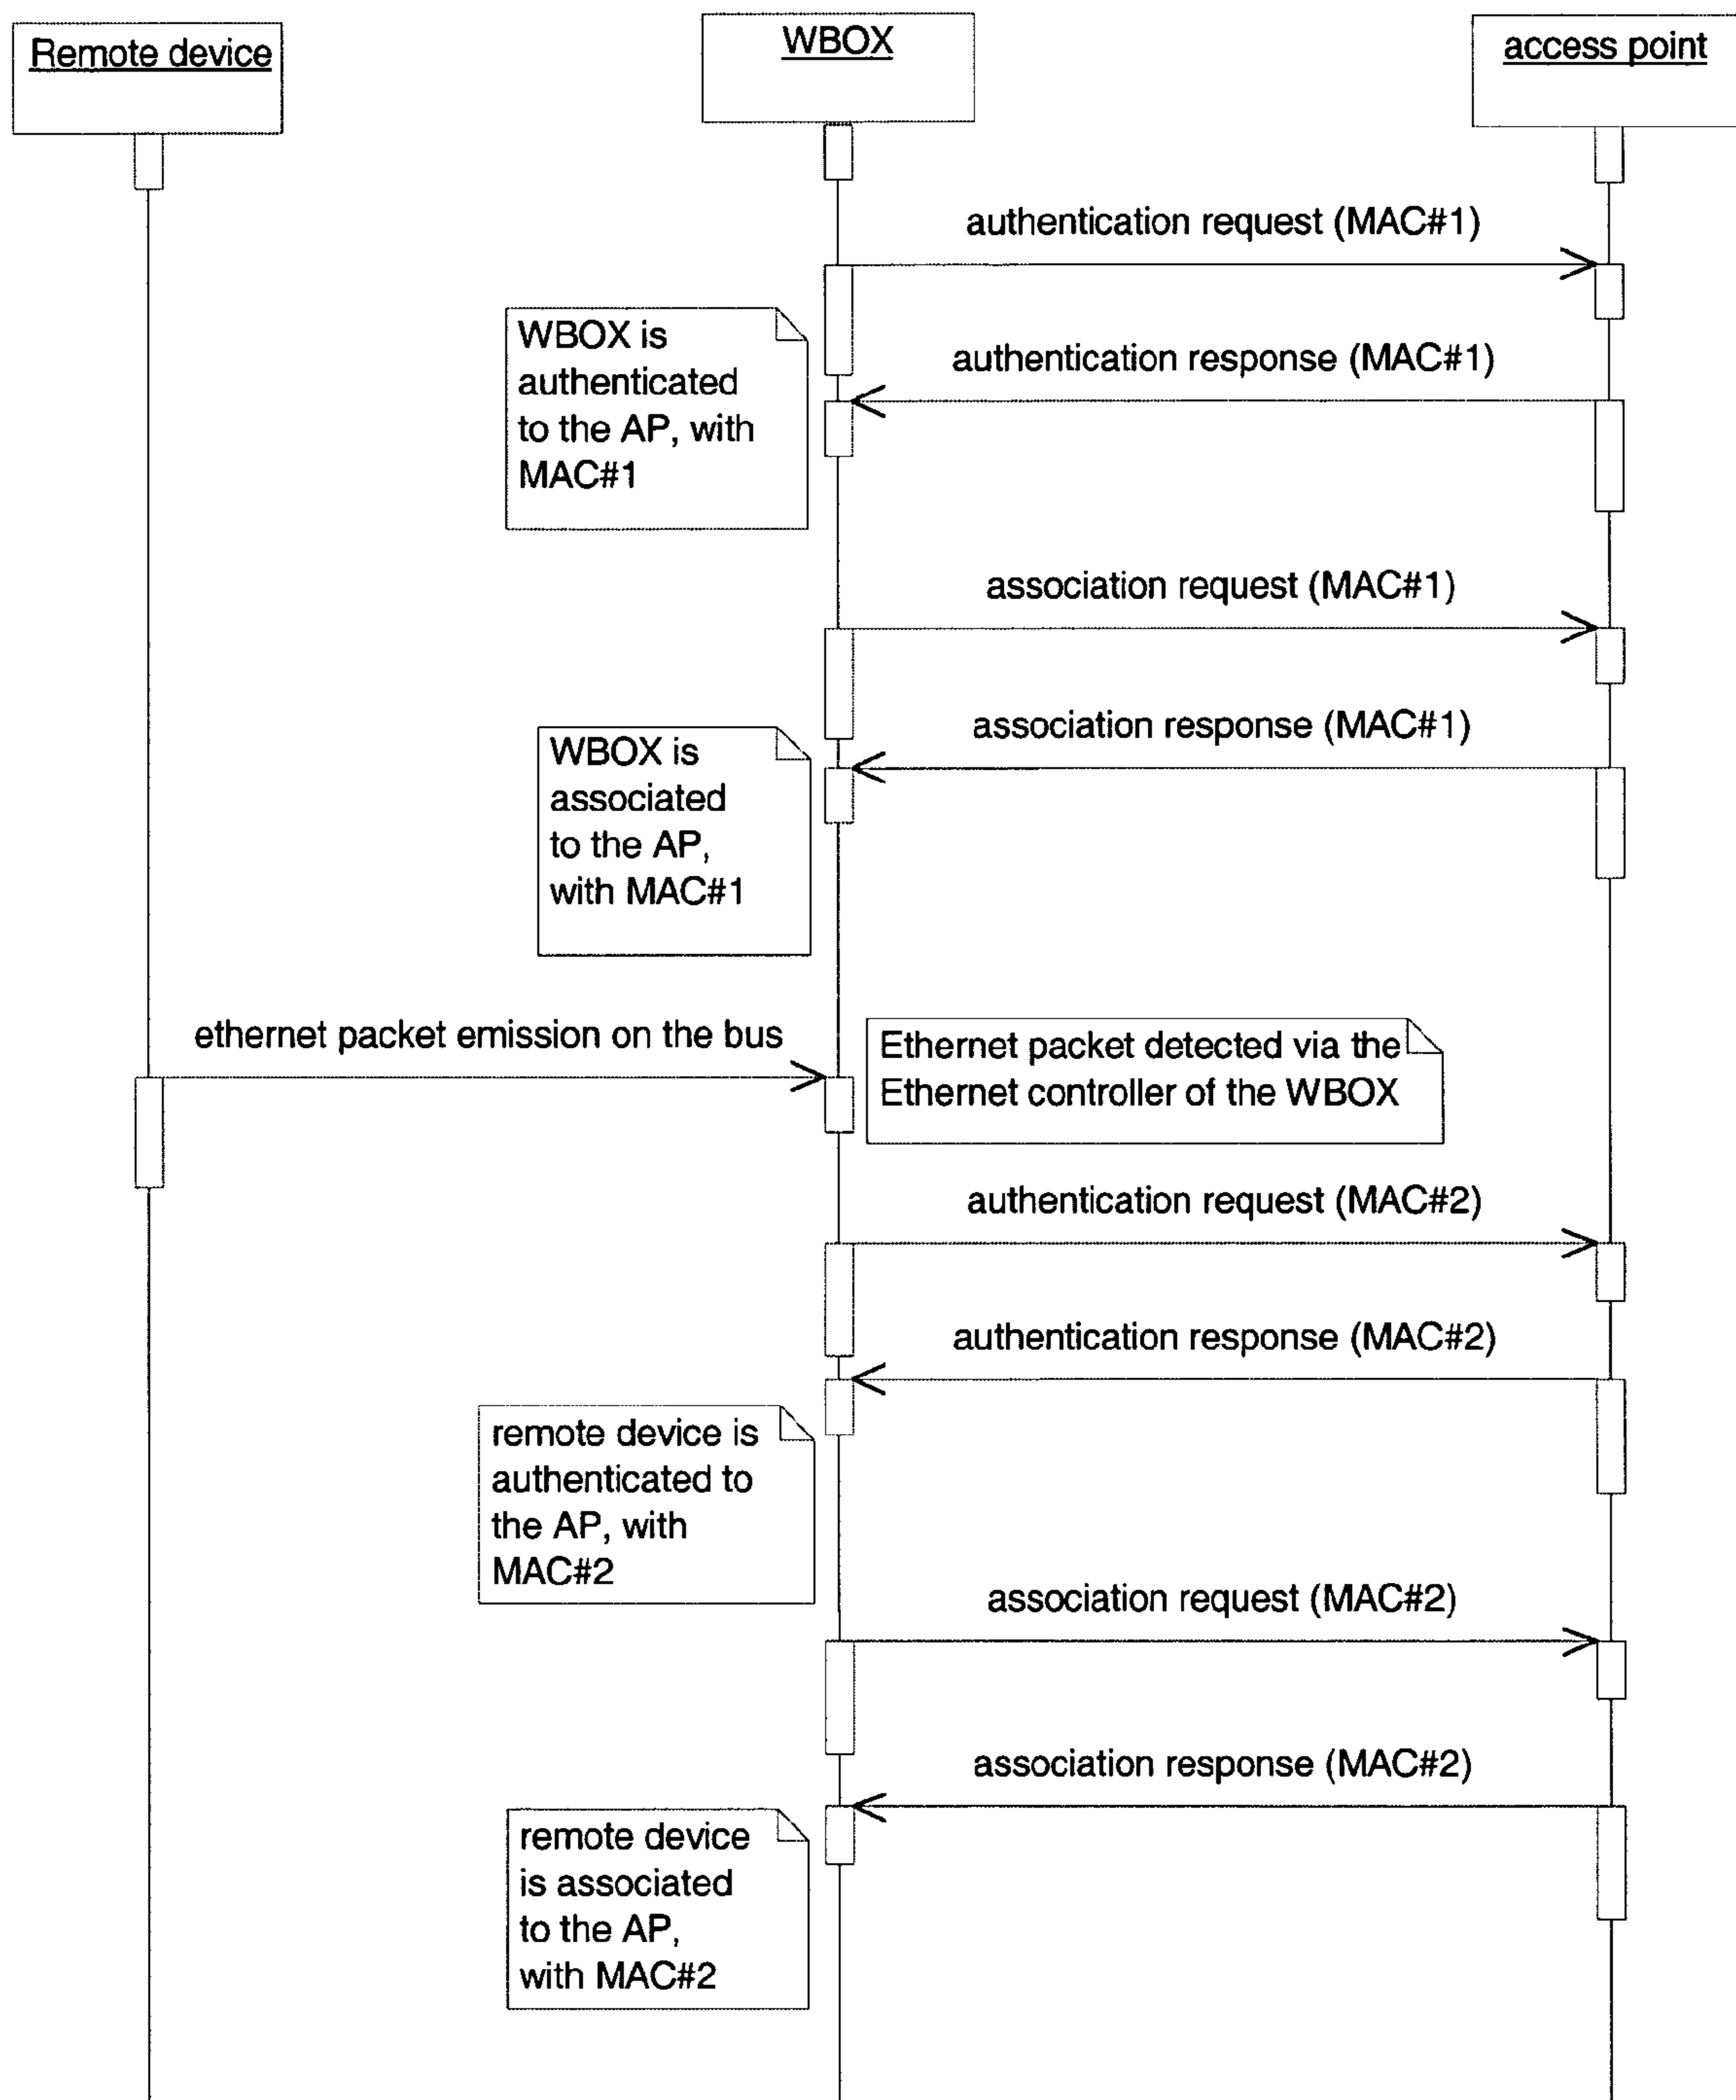 Remote device
WBOX
access point
authentication request (MAC#1)
WBOX is
authenticated
to the AP, with
MAC#1
authentication response (MAC#1)
association request (MAC#1)
association response (MAC#1)
WBOX is
associated
to the AP,
with MAC#1
ethernet packet emission on the bus
Ethernet packet detected via the
Ethernet controller of the WBOX
authentication request (MAC#2)
authentication response (MAC#2)
remote device is
authenticated to
the AP, with
MAC#2
association request (MAC#2)
association response (MAC#2)
remote device
is associated
to the AP,
with MAC#2